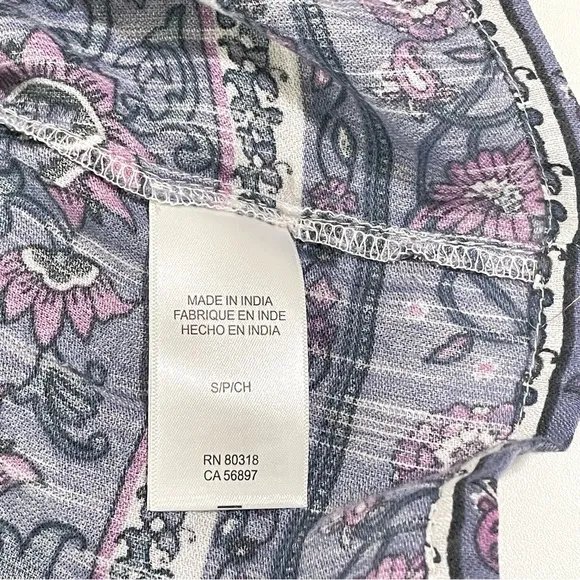 MADE IN INDIA
FABRIQUE EN INDE
HECHO EN INDIA
S/P/CH
RN 80318
CA 56897